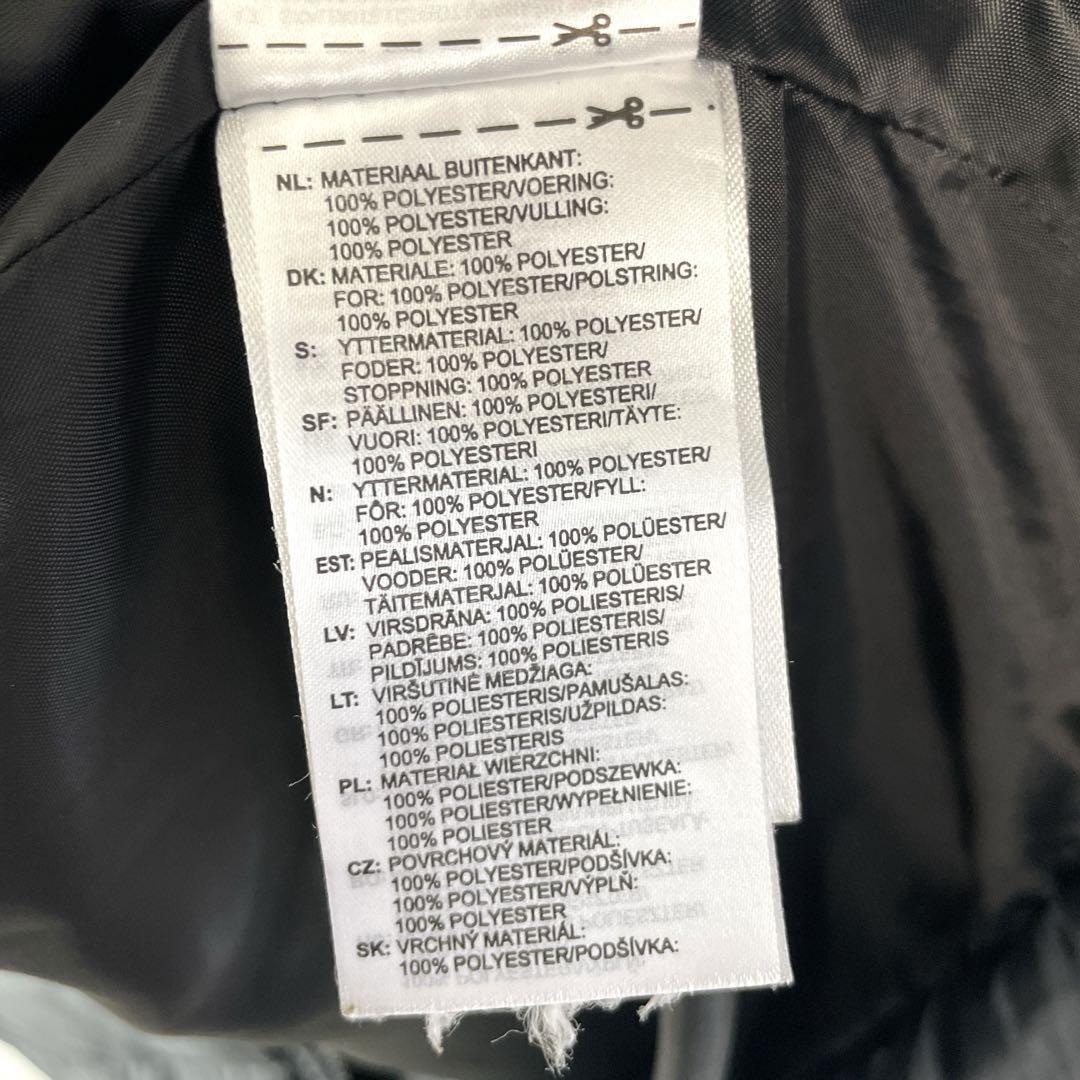 NL: MATERIAAL BUITENKANT:
100% POLYESTER/VOERING:
100% POLYESTER/VULLING:
100% POLYESTER
DK: MATERIALE: 100% POLYESTER/
FOR: 100% POLYESTER/POLSTRING:
100% POLYESTER
S: YTTERMATERIAL: 100% POLYESTER/
FODER: 100% POLYESTER/
STOPPNING: 100% POLYESTER
SF: PÄÄLLINEN: 100% POLYESTERI/
VUORI: 100% POLYESTERI/TÄYTE:
100% POLYESTERI
N: YTTERMATERIAL: 100% POLYESTER/
FÔR: 100% POLYESTER/FYLL:
100% POLYESTER
EST: PEALISMATERJAL: 100% POLÜESTER/
VOODER: 100% POLÜESTER/
TÄITEMATERJAL: 100% POLÜESTER
LV: VIRSDRĀNA: 100% POLIESTERIS/
PADRĒBE: 100% POLIESTERIS/
PILDĪJUMS: 100% POLIESTERIS
LT: VIRŠUTINĖ MEDŽIAGA:
100% POLIESTERIS/PAMUŠALAS:
100% POLIESTERIS/UŽPILDAS:
100% POLIESTERIS
PL: MATERIAŁ WIERZCHNI:
100% POLIESTER/PODSZEWKA:
100% POLIESTER/WYPEŁNIENIE:
100% POLIESTER
CZ: POVRCHOVÝ MATERIÁL:
100% POLYESTER/PODŠÍVKA:
100% POLYESTER/VÝPLŇ:
100% POLYESTER
SK: VRCHNÝ MATERIÁL:
100% POLYESTER/PODŠÍVKA: